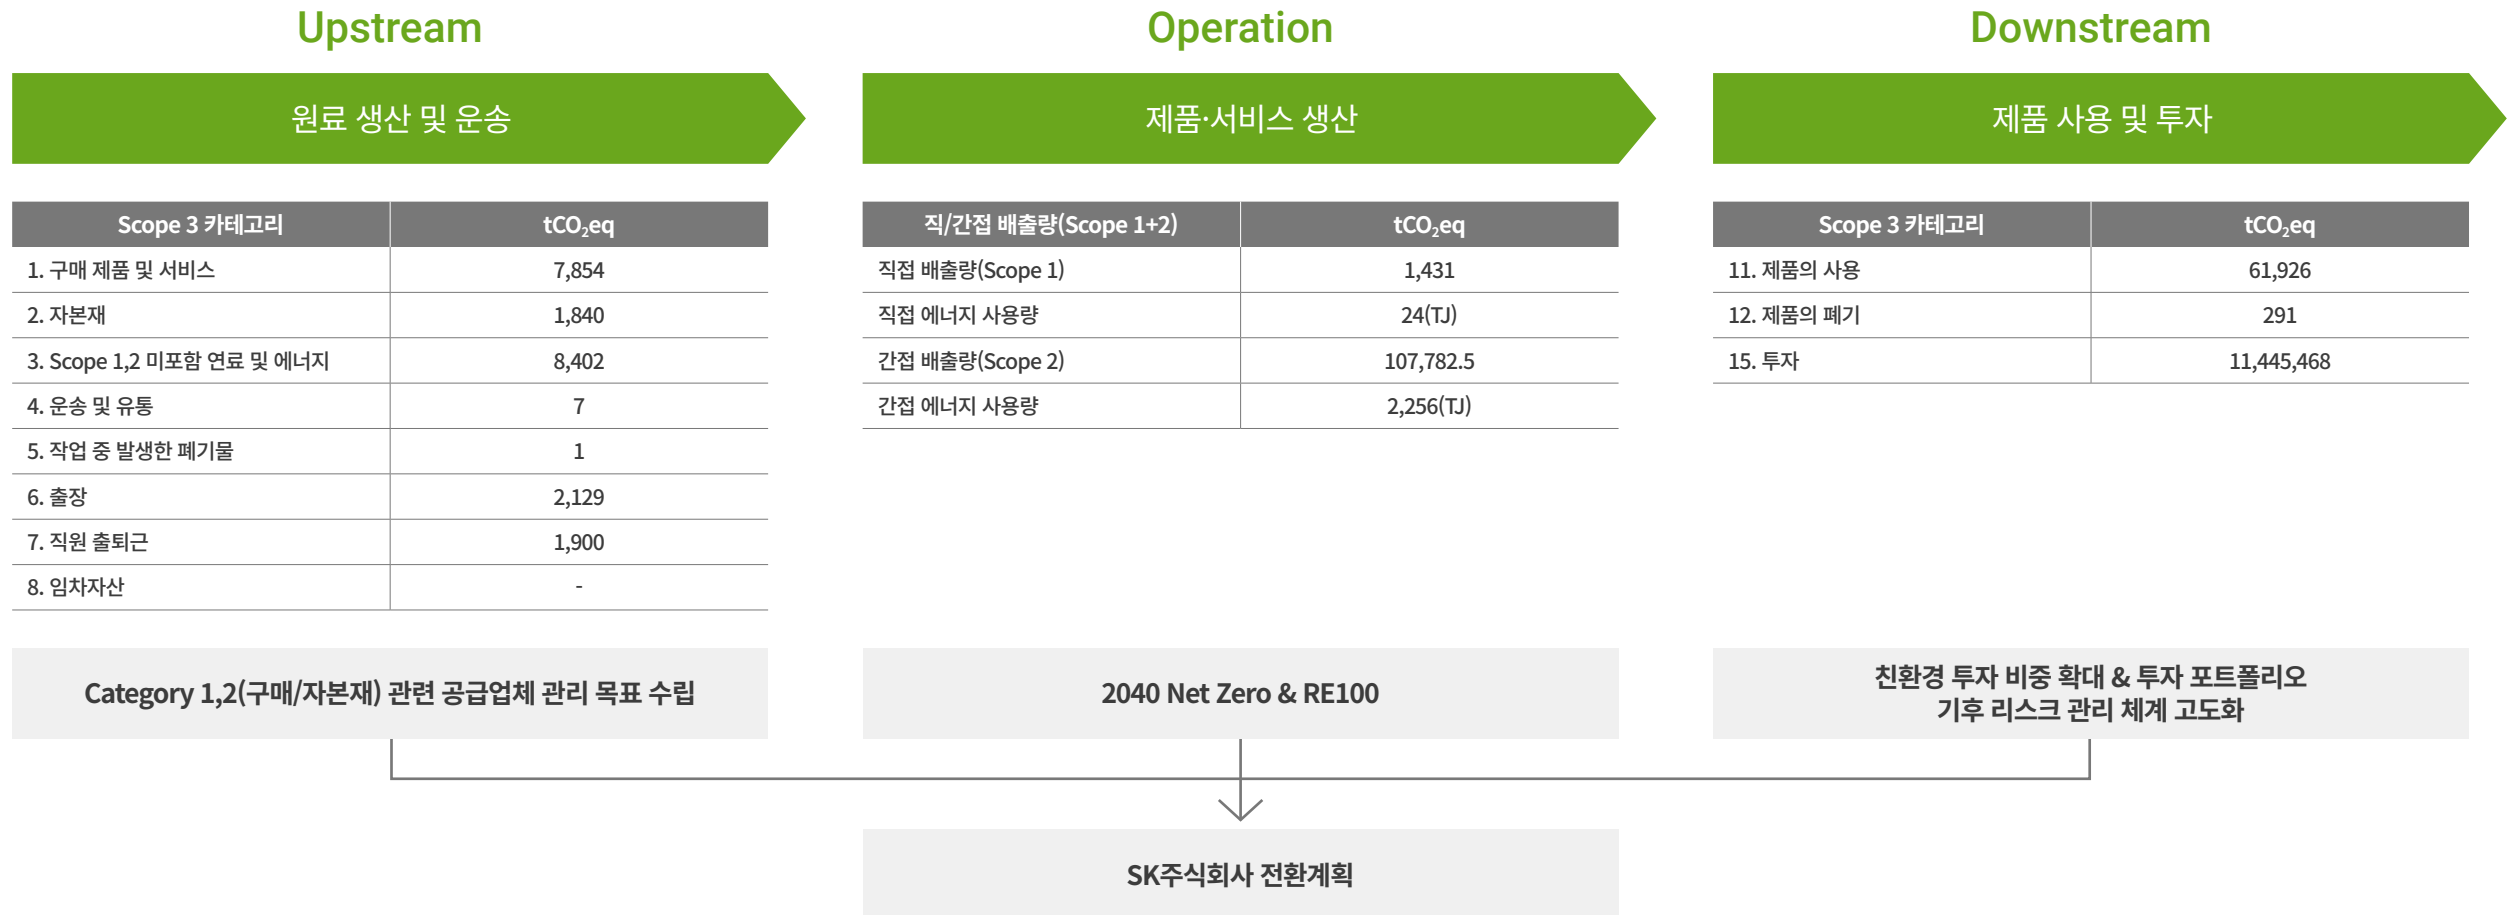 Upstream
원료 생산 및 운송
Scope 3 카테고리 tCO₂eq
1. 구매 제품 및 서비스 7,854
2. 자본재 1,840
3. Scope 1,2 미포함 연료 및 에너지 8,402
4. 운송 및 유통 7
5. 작업 중 발생한 폐기물 1
6. 출장 2,129
7. 직원 출퇴근 1,900
8. 임차자산 -
Category 1,2(구매/자본재) 관련 공급업체 관리 목표 수립
Operation
제품·서비스 생산
직/간접 배출량(Scope 1+2) tCO₂eq
직접 배출량(Scope 1) 1,431
직접 에너지 사용량 24(TJ)
간접 배출량(Scope 2) 107,782.5
간접 에너지 사용량 2,256(TJ)
2040 Net Zero & RE100
Downstream
제품 사용 및 투자
Scope 3 카테고리 tCO₂eq
11. 제품의 사용 61,926
12. 제품의 폐기 291
15. 투자 11,445,468
친환경 투자 비중 확대 & 투자 포트폴리오
기후 리스크 관리 체계 고도화
SK주식회사 전환계획